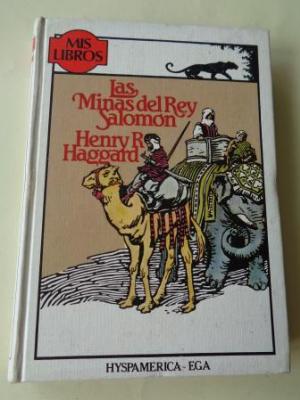 MIS
LIBROS
Las
Minas del Rey
Salomón
Henry R.
Haggard
HYSPAMERICA - EGA